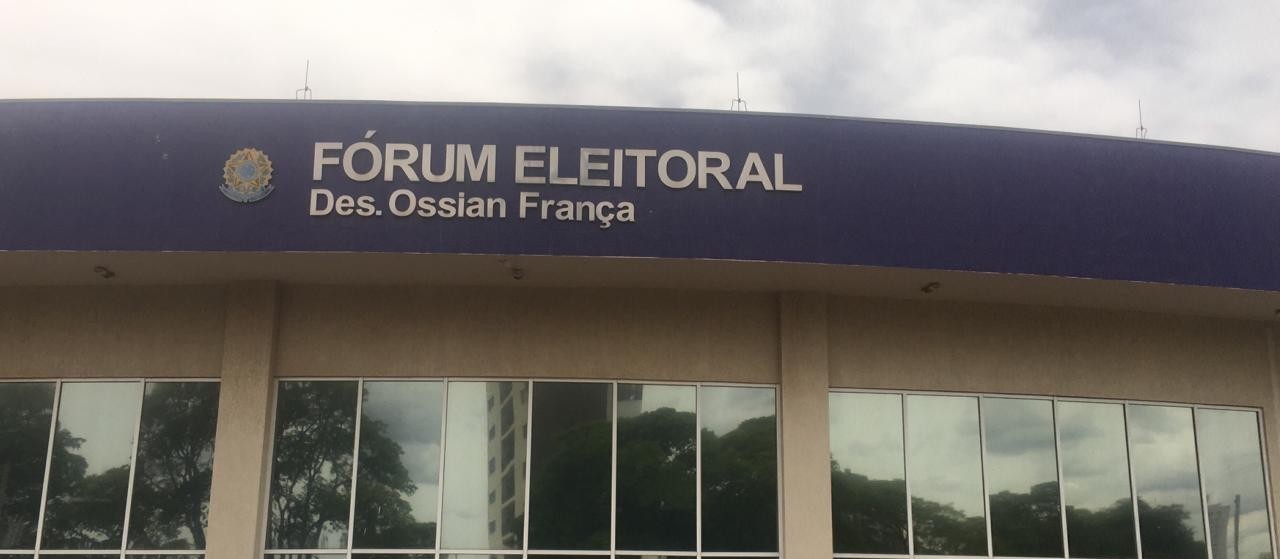 FÓRUM ELEITORAL
Des. Ossian França